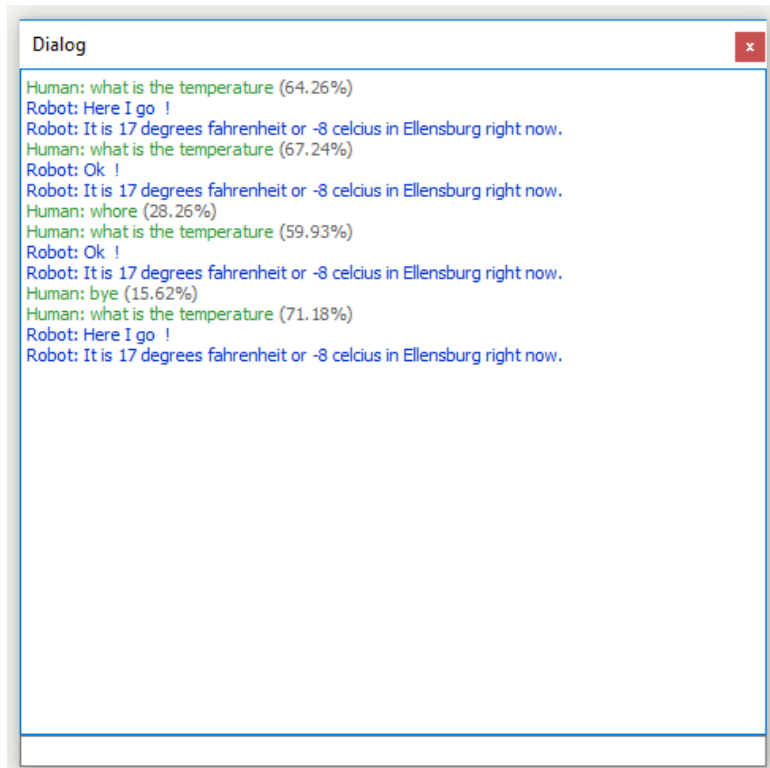 Dialog
x
Human: what is the temperature (64.26%)
Robot: Here I go  !
Robot: It is 17 degrees fahrenheit or -8 celcius in Ellensburg right now.
Human: what is the temperature (67.24%)
Robot: Ok  !
Robot: It is 17 degrees fahrenheit or -8 celcius in Ellensburg right now.
Human: whore (28.26%)
Human: what is the temperature (59.93%)
Robot: Ok  !
Robot: It is 17 degrees fahrenheit or -8 celcius in Ellensburg right now.
Human: bye (15.62%)
Human: what is the temperature (71.18%)
Robot: Here I go  !
Robot: It is 17 degrees fahrenheit or -8 celcius in Ellensburg right now.